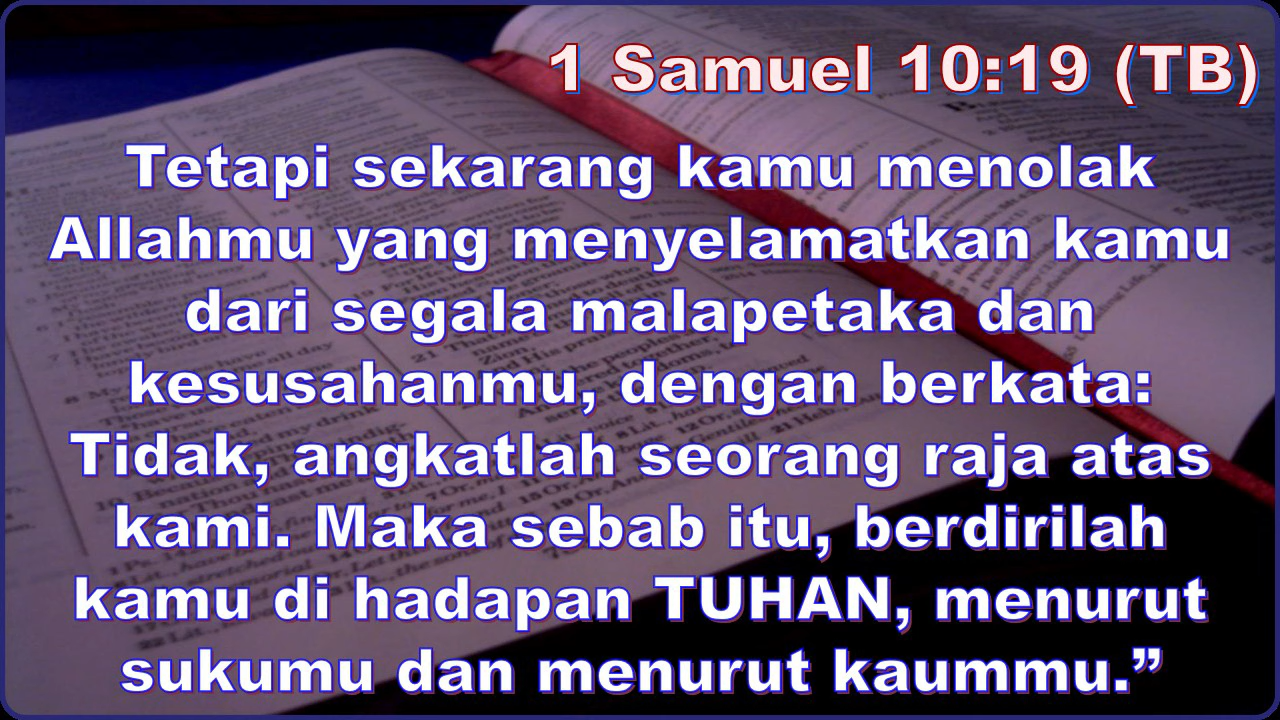 1 Samuel 10:19 (TB)
Tetapi sekarang kamu menolak
Allahmu yang menyelamatkan kamu
dari segala malapetaka dan
kesusahanmu, dengan berkata:
Tidak, angkatlah seorang raja atas
kami. Maka sebab itu, berdirilah
kamu di hadapan TUHAN, menurut
sukumu dan menurut kaummu.”